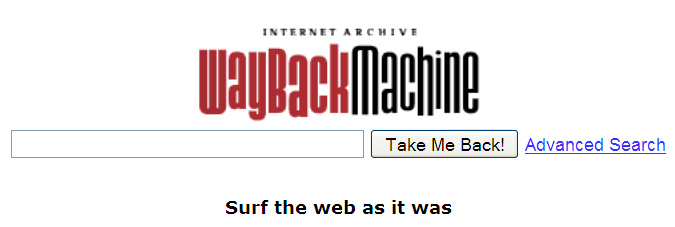 INTERNET ARCHIVE
WayBackMachine
Take Me Back! Advanced Search
Surf the web as it was